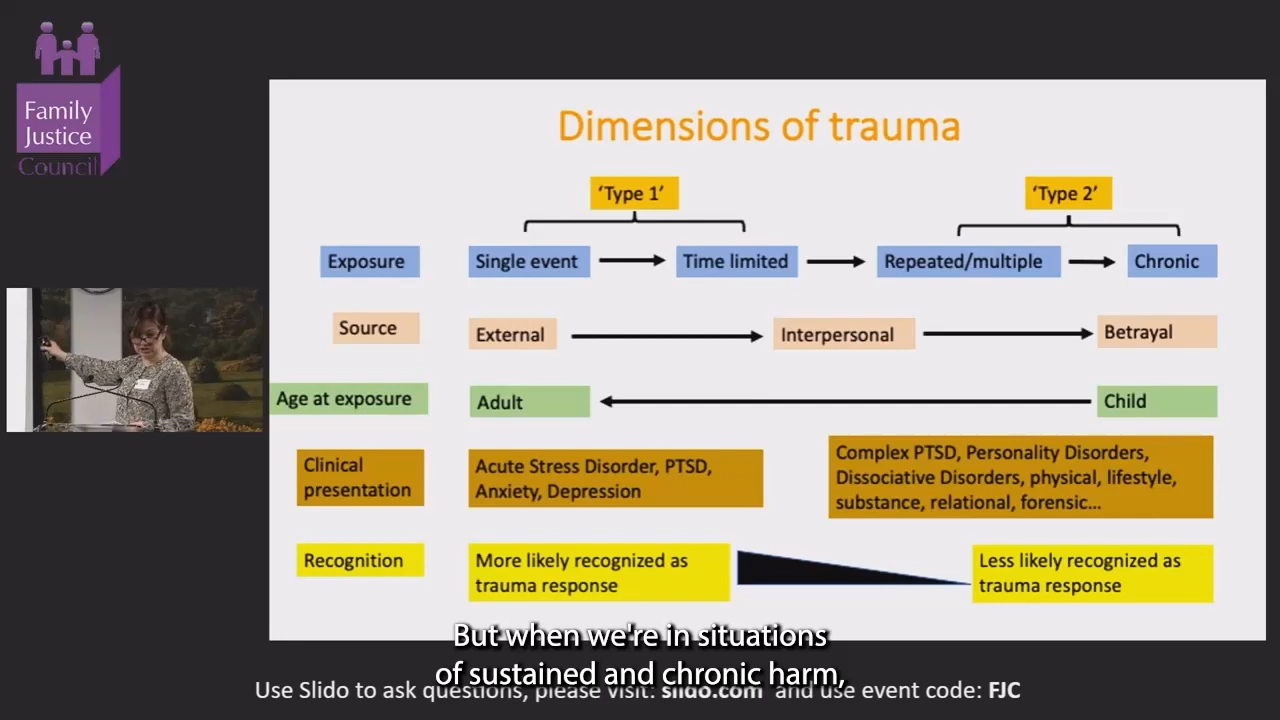 Family
Justice
Council
Dimensions of trauma
‘Type 1’
‘Type 2’
Exposure
Single event
Time limited
Repeated/multiple
Chronic
Source
External
Interpersonal
Betrayal
Age at exposure
Adult
Child
Clinical
presentation
Acute Stress Disorder, PTSD,
Anxiety, Depression
Complex PTSD, Personality Disorders,
Dissociative Disorders, physical, lifestyle,
substance, relational, forensic...
Recognition
More likely recognized as
trauma response
Less likely recognized as
trauma response
But when we're in situations
of sustained and chronic harm,
Use Slido to ask questions, please visit: slido.com and use event code: FJC